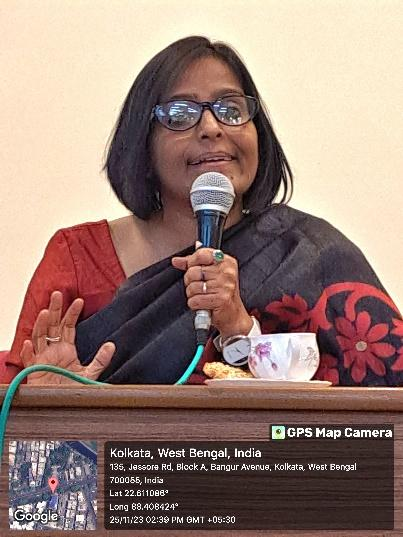 GPS Map Camera
Kolkata, West Bengal, India
135, Jessore Rd, Block A, Bangur Avenue, Kolkata, West Bengal
700055, India
Lat 22.611086°
Long 88.408424°
25/11/23 02:39 PM GMT +05:30
Google